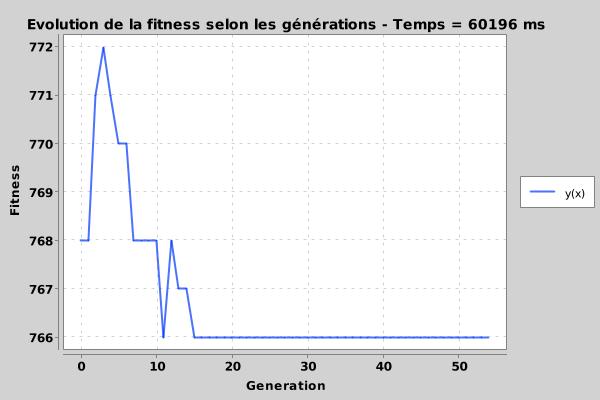 Evolution de la fitness selon les générations - Temps = 60196 ms
772
771
770
769
768
767
766
Fitness
0 10 20 30 40 50
Generation
y(x)